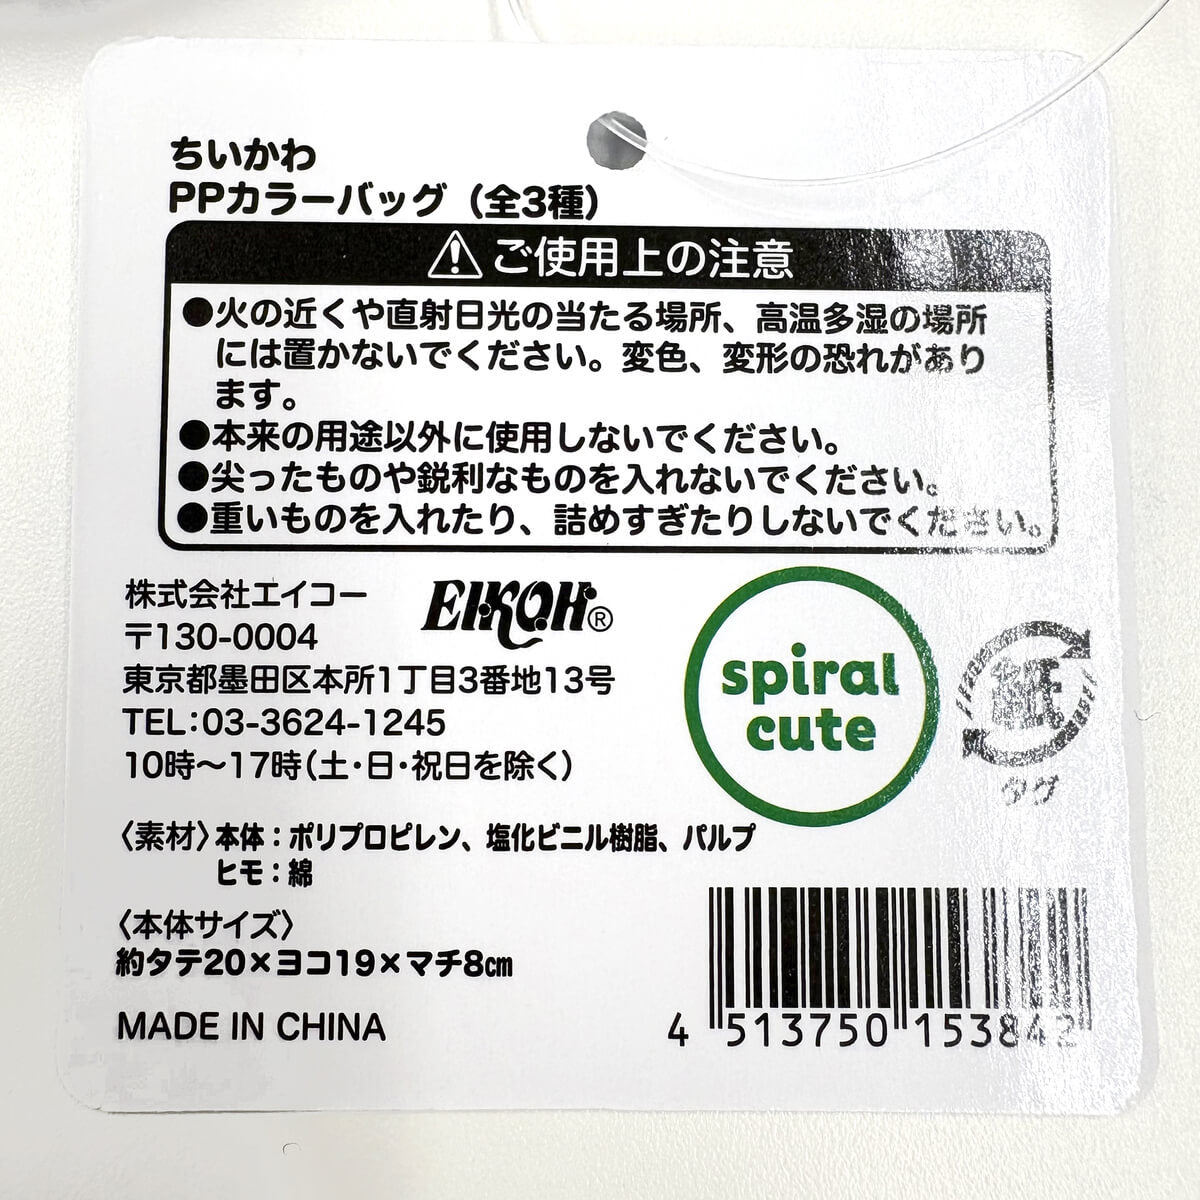 ちいかわ
PPカラーバッグ（全3種）
ご使用上の注意
●火の近くや直射日光の当たる場所、高温多湿の場所
には置かないでください。変色、変形の恐れがあり
ます。
●本来の用途以外に使用しないでください。
●尖ったものや鋭利なものを入れないでください。
●重いものを入れたり、詰めすぎたりしないでください。
株式会社エイコー
〒130-0004
東京都墨田区本所1丁目3番地13号
TEL:03-3624-1245
10時〜17時(土・日・祝日を除く)
EIKOH®
spiral
cute
紙
タグ
〈素材〉本体：ポリプロピレン、塩化ビニル樹脂、パルプ
ヒモ：綿
〈本体サイズ〉
約タテ20×ヨコ19×マチ8㎝
MADE IN CHINA
4 513750 153842